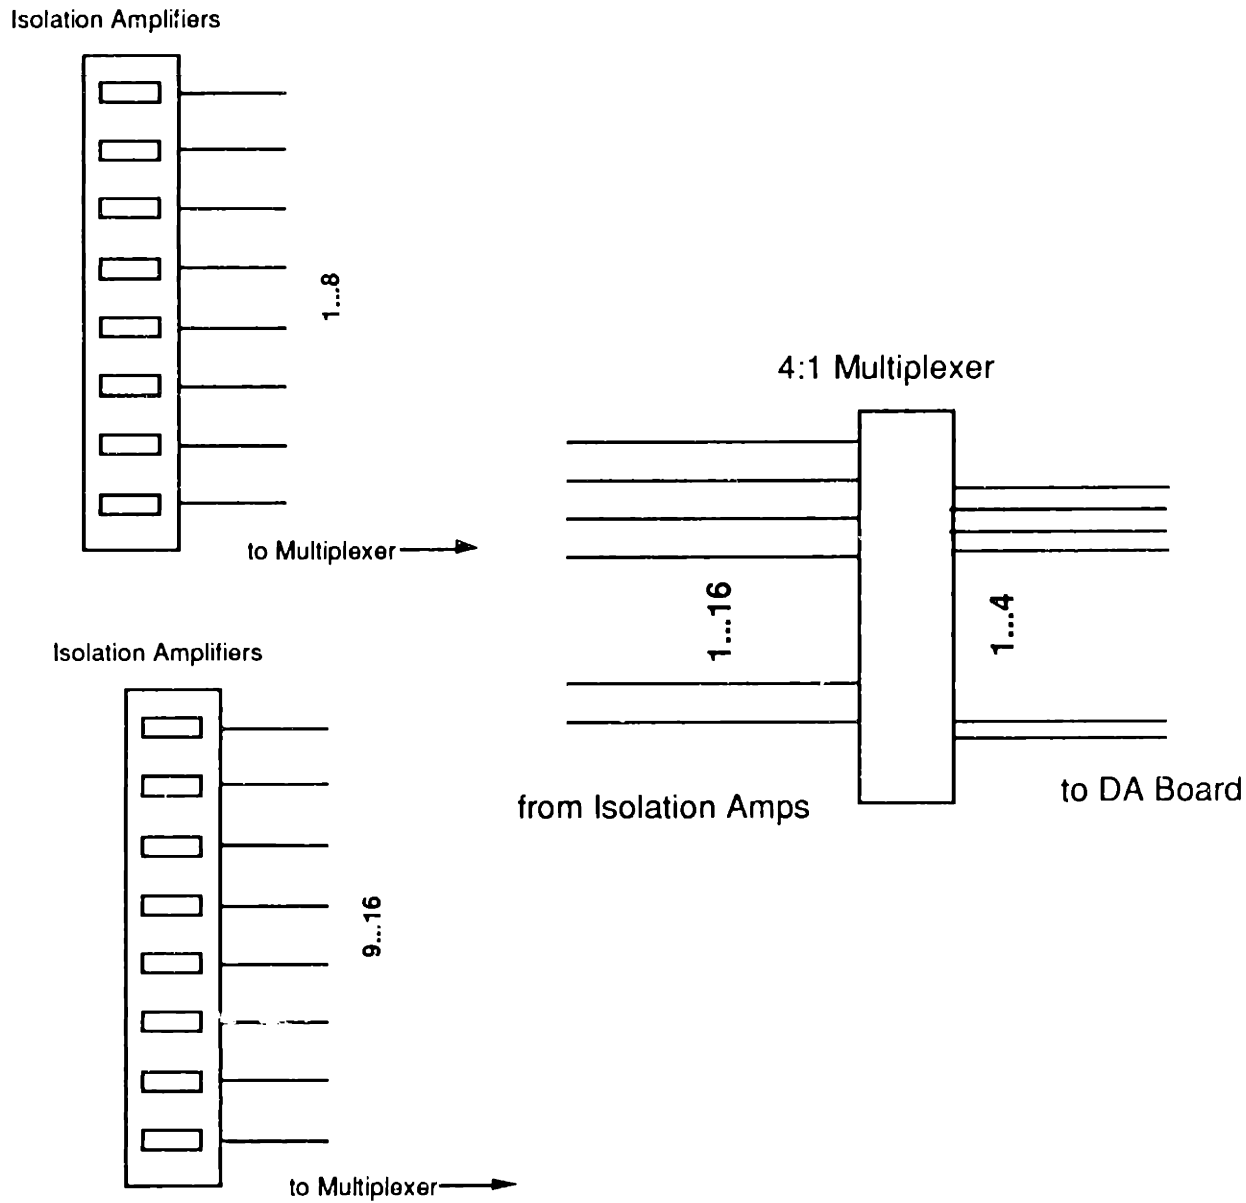 Isolation Amplifiers
1...8
to Multiplexer
4:1 Multiplexer
1...16
1...4
from Isolation Amps
to DA Board
Isolation Amplifiers
9...16
to Multiplexer